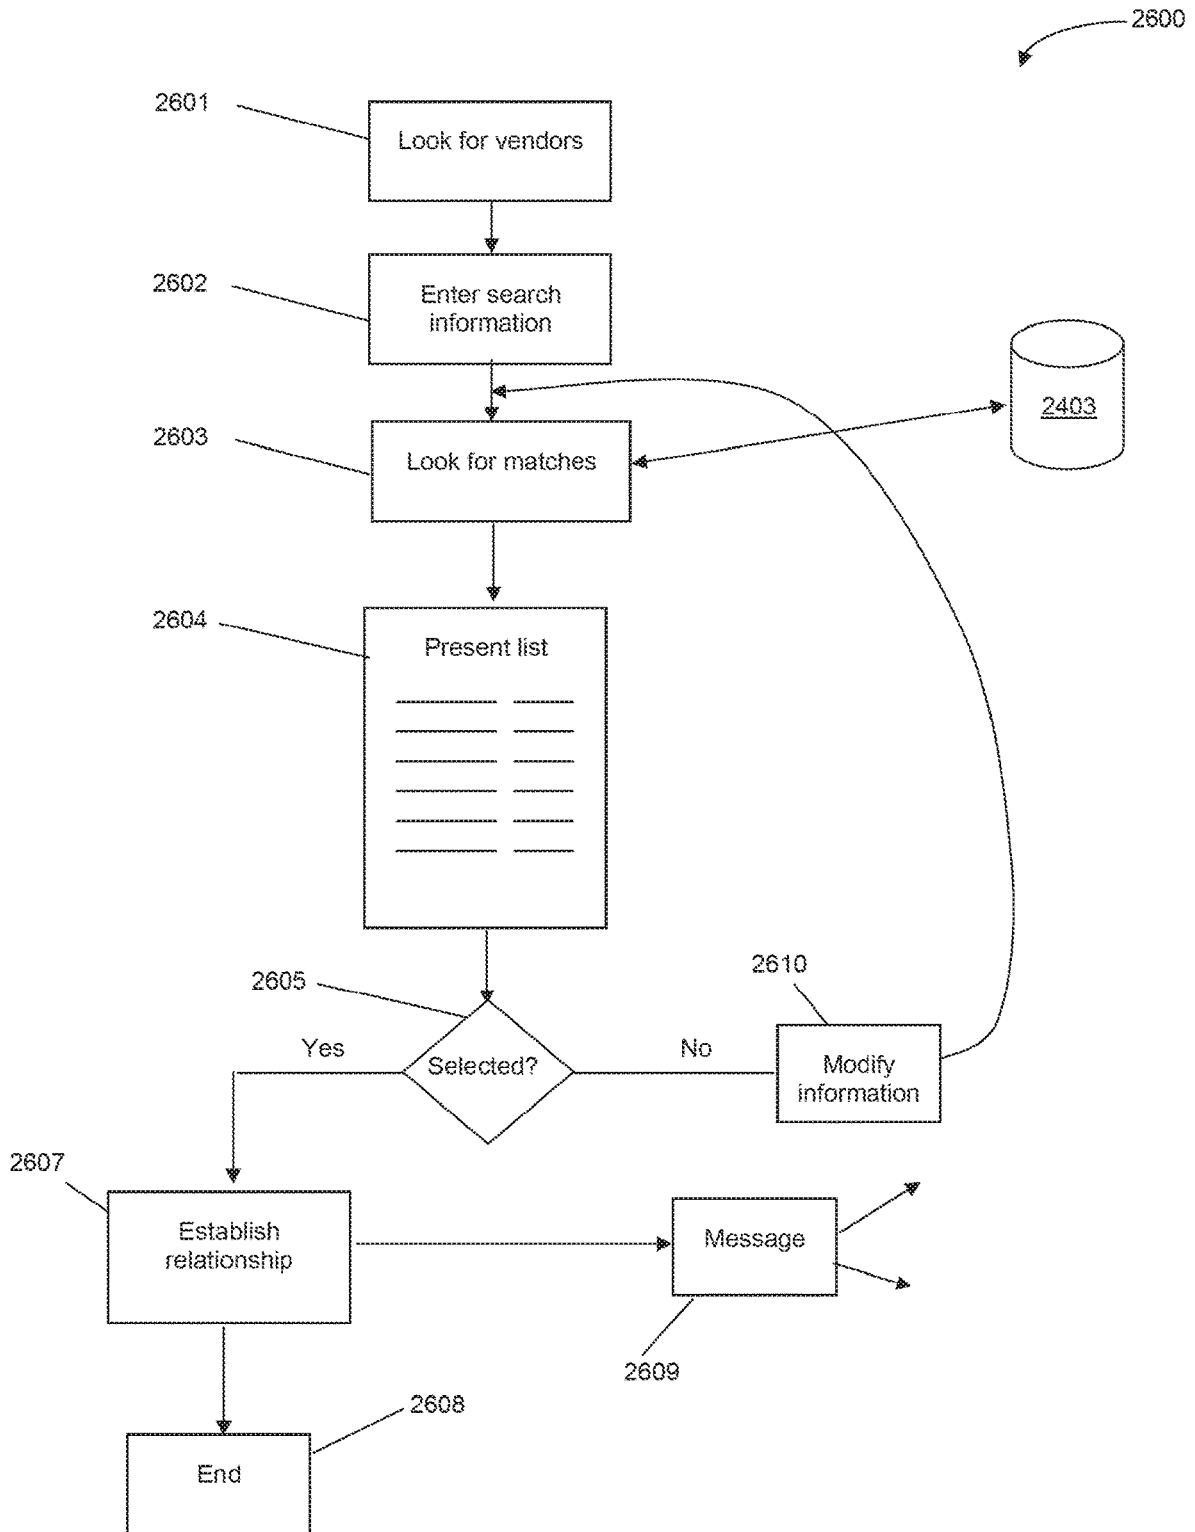 2600
2601
Look for vendors
2602
Enter search
information
2403
2603
Look for matches
2604
Present list
2605
2610
Yes
Selected?
No
Modify
information
2607
Establish
relationship
Message
2609
2608
End